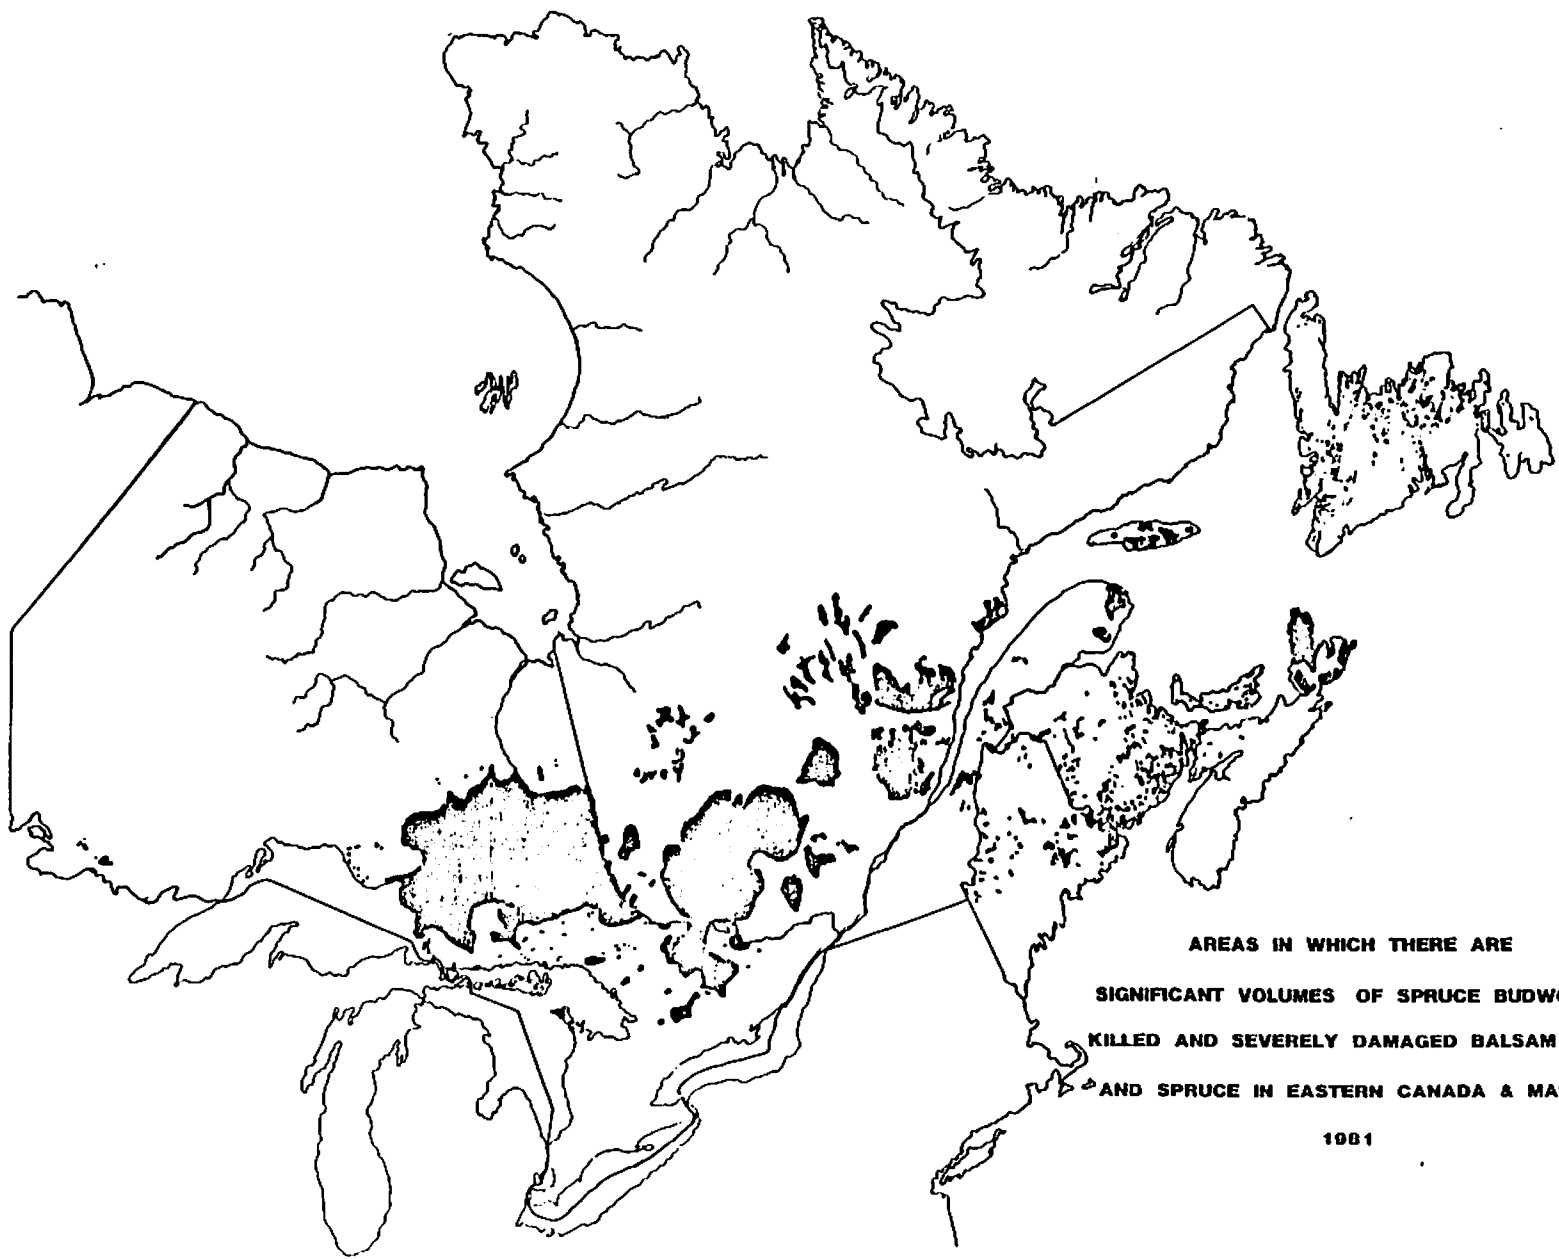 AREAS IN WHICH THERE ARE
SIGNIFICANT VOLUMES OF SPRUCE
KILLED AND SEVERELY DAMAGED BALSAM
AND SPRUCE IN EASTERN CANADA &
1981